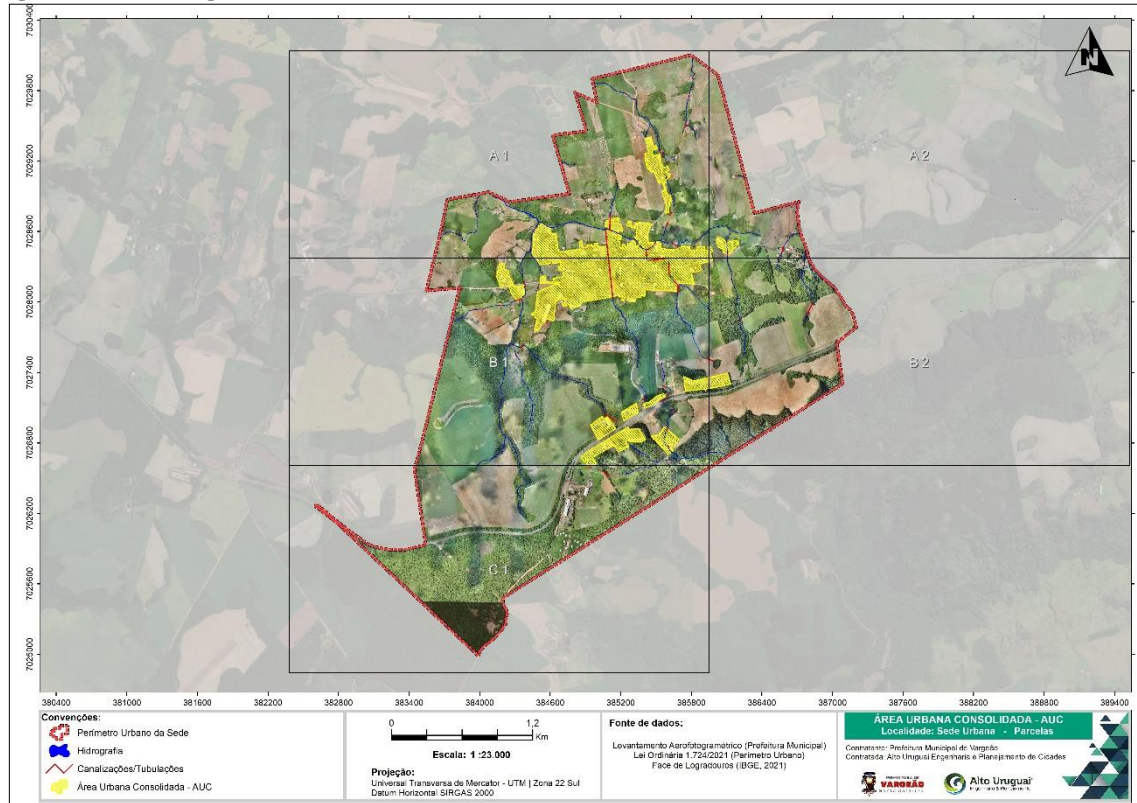 7030400
7029800
7029200
7028600
7028000
7027400
7026800
7026200
7025600
7025000
N
A 1
A 2
B 1
B 2
C 1
380400 381000 381600 382200 382800 383400 384000 384600 385200 385800 386400 387000 387600 388200 388800 389400
Convenções:
Perímetro Urbano da Sede
Hidrografia
Canalizações/Tubulações
Área Urbana Consolidada - AUC
0 1,2
Km
Escala: 1 :23.000
Projeção:
Universal Transversa de Mercator - UTM | Zona 22 Sul
Datum Horizontal SIRGAS 2000
Fonte de dados:
Levantamento Aerofotogramétrico (Prefeitura Municipal)
Lei Ordinária 1.724/2021 (Perímetro Urbano)
Face de Logradouros (IBGE, 2021)
ÁREA URBANA CONSOLIDADA - AUC
Localidade: Sede Urbana - Parcelas
Contratante: Prefeitura Municipal de Vargeão
Contratada: Alto Uruguai Engenharia e Planejamento de Cidades
VARGEÃO
Alto Uruguai